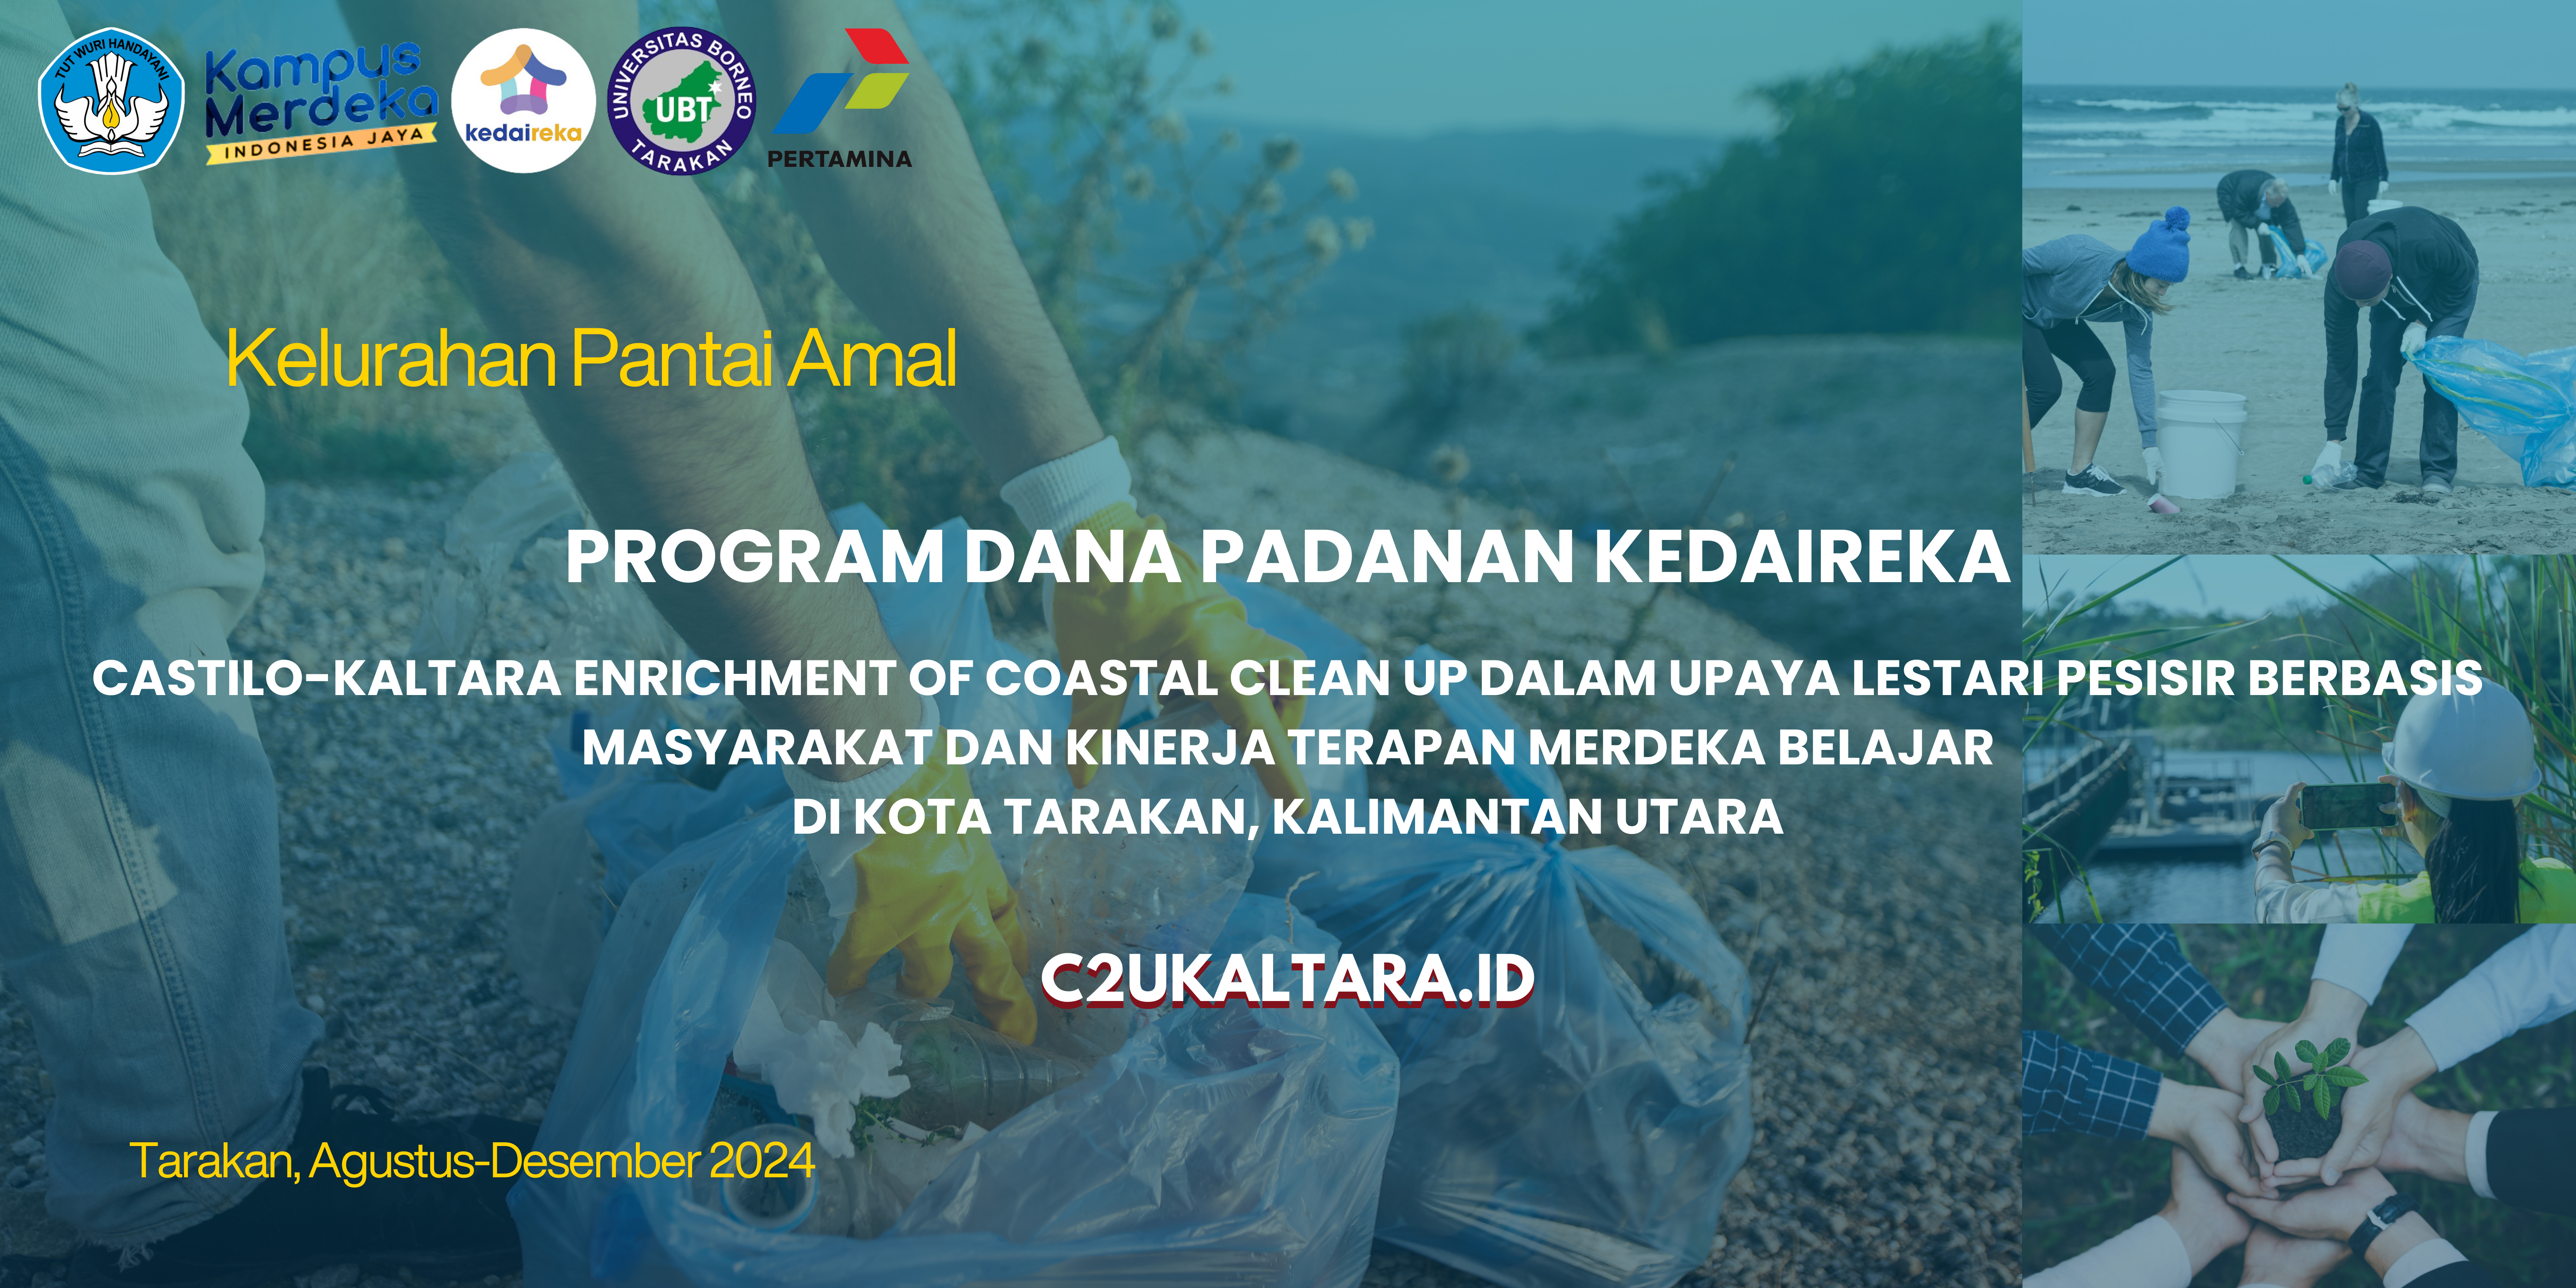 TUT WURI HANDAYANI
Kampus
Merdeka
INDONESIA JAYA
kedaireka
UNIVERSITAS BORNEO
UBT
TARAKAN
PERTAMINA
Kelurahan Pantai Amal
PROGRAM DANA PADANAN KEDAIREKA
CASTILO-KALTARA ENRICHMENT OF COASTAL CLEAN UP DALAM UPAYA LESTARI PESISIR BERBASIS
MASYARAKAT DAN KINERJA TERAPAN MERDEKA BELAJAR
DI KOTA TARAKAN, KALIMANTAN UTARA
C2UKALTARA.ID
Tarakan, Agustus-Desember 2024